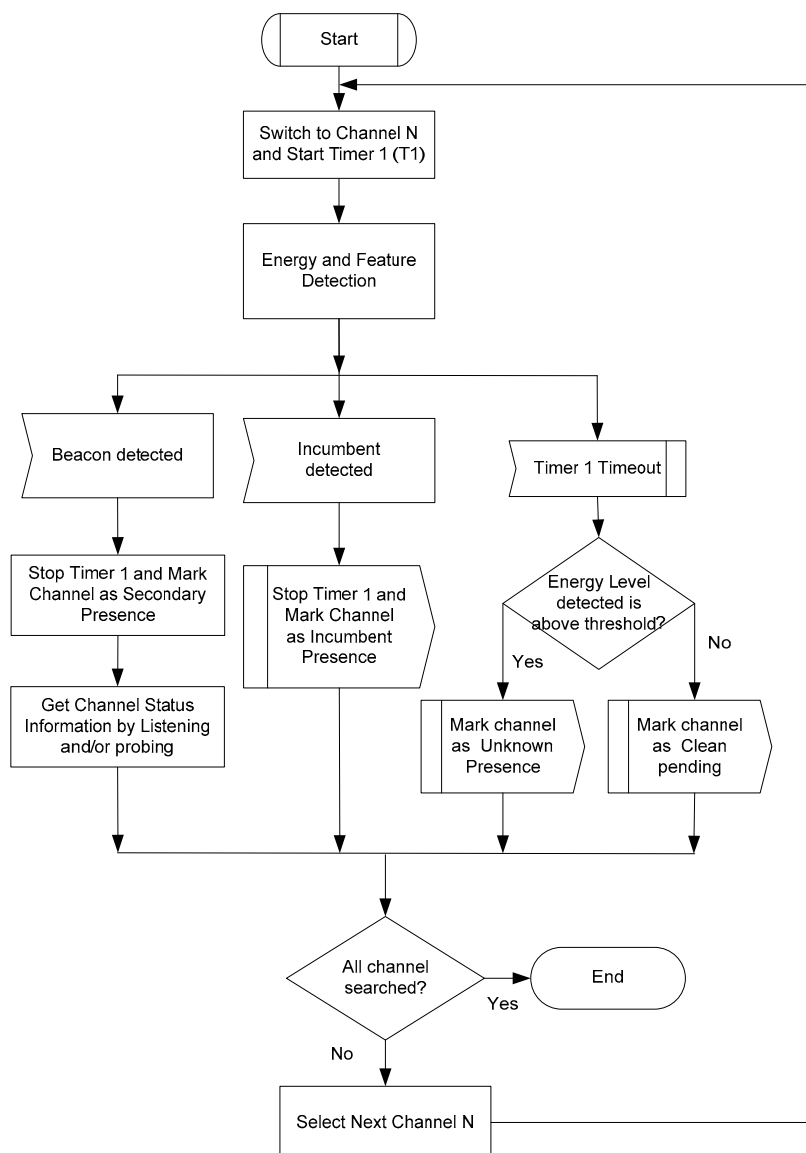 Start
Switch to Channel N
and Start Timer 1 (T1)
Energy and Feature
Detection
Beacon detected
Incumbent
detected
Timer 1 Timeout
Stop Timer 1 and Mark
Channel as Secondary
Presence
Stop Timer 1 and
Mark Channel
as Incumbent
Presence
Energy Level
detected is
above threshold?
Yes
No
Get Channel Status
Information by Listening
and/or probing
Mark channel
as Unknown
Presence
Mark channel
as Clean
pending
All channel
searched?
Yes
End
No
Select Next Channel N